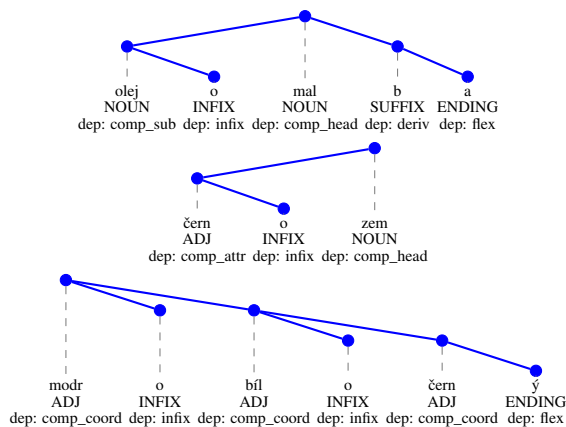 olej o mal b a
NOUN INFIX NOUN SUFFIX ENDING
dep: comp_sub dep: infix dep: comp_head dep: deriv dep: flex
čern o zem
ADJ INFIX NOUN
dep: comp_attr dep: infix dep: comp_head
modr o bíl o čern ý
ADJ INFIX ADJ INFIX ADJ ENDING
dep: comp_coord dep: infix dep: comp_coord dep: infix dep: comp_coord dep: flex